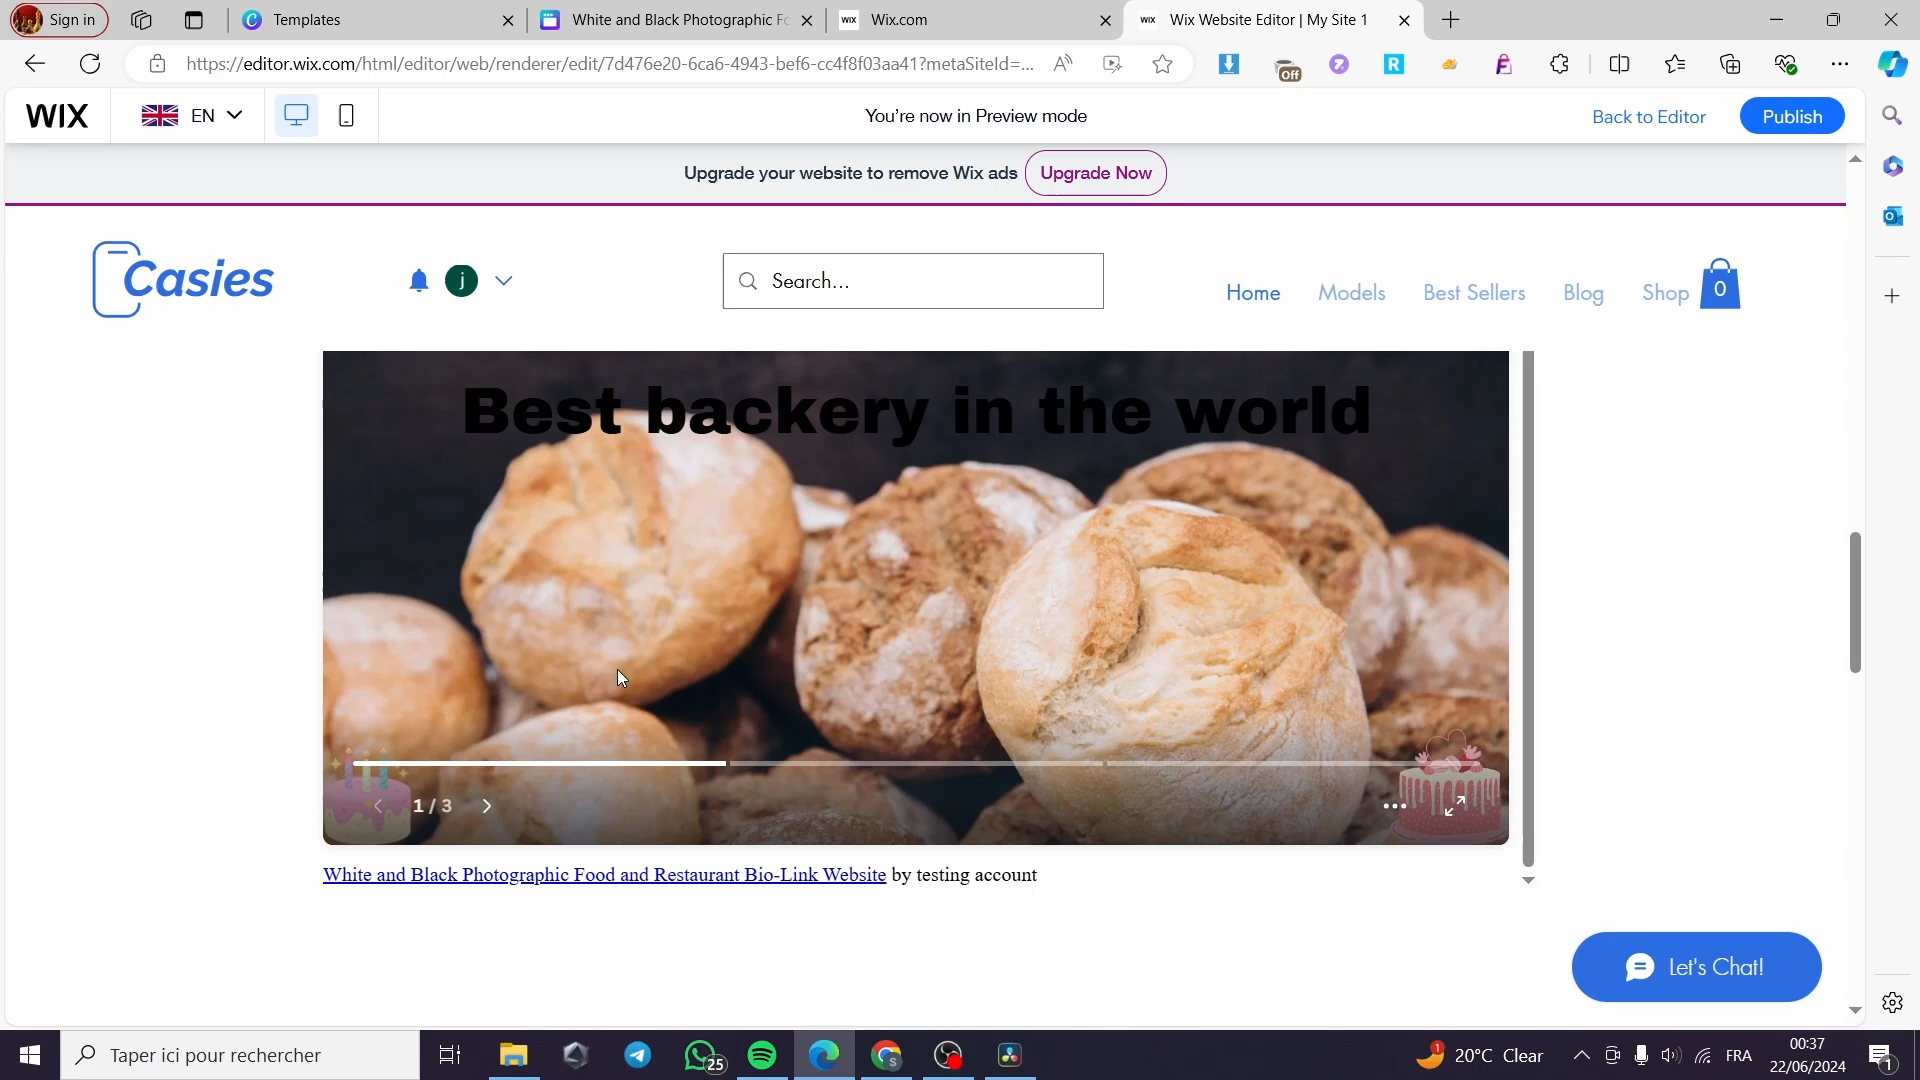 Sign in
Templates
White and Black Photographic Fo
WIX
Wix.com
WIX
Wix Website Editor | My Site 1
https://editor.wix.com/html/editor/web/renderer/edit/7d476e20-6ca6-4943-bef6-cc4f8f03aa41?metaSiteId=...
Off
WIX
EN
You're now in Preview mode
Back to Editor
Publish
Upgrade your website to remove Wix ads
Upgrade Now
Casies
j
Search...
Home
Models
Best Sellers
Blog
Shop
0
Best backery in the world
1 / 3
White and Black Photographic Food and Restaurant Bio-Link Website by testing account
Let's Chat!
Taper ici pour rechercher
25
1
20°C Clear
FRA
00:37
22/06/2024
1